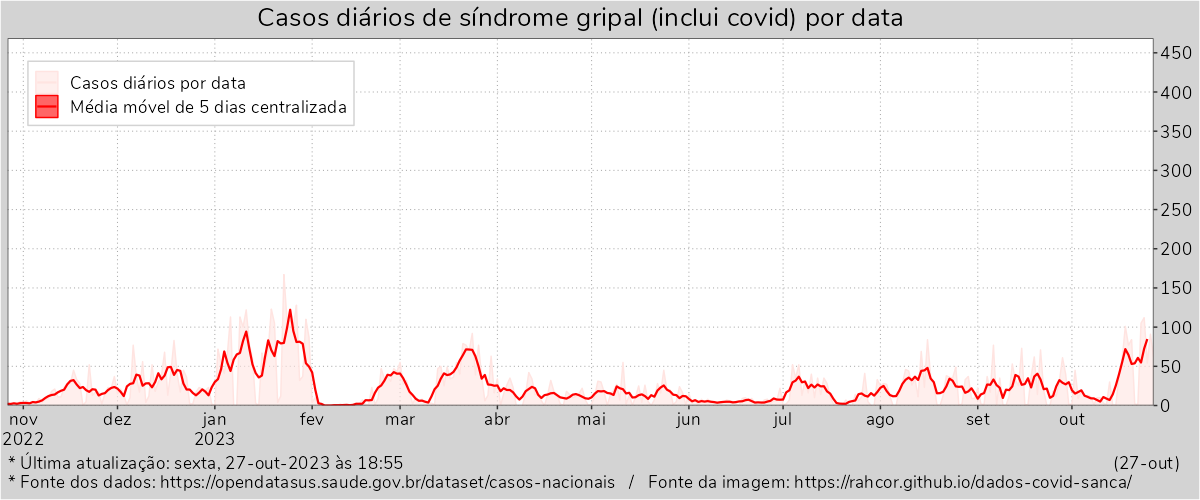 Casos diários de síndrome gripal (inclui covid) por data
Casos diários por data
Média móvel de 5 dias centralizada
450
400
350
300
250
200
150
100
50
0
nov dez jan fev mar abr mai jun jul ago set out
2022 2023
* Última atualização: sexta, 27-out-2023 às 18:55 (27-out)
* Fonte dos dados: https://opendatasus.saude.gov.br/dataset/casos-nacionais / Fonte da imagem: https://rahcor.github.io/dados-covid-sanca/